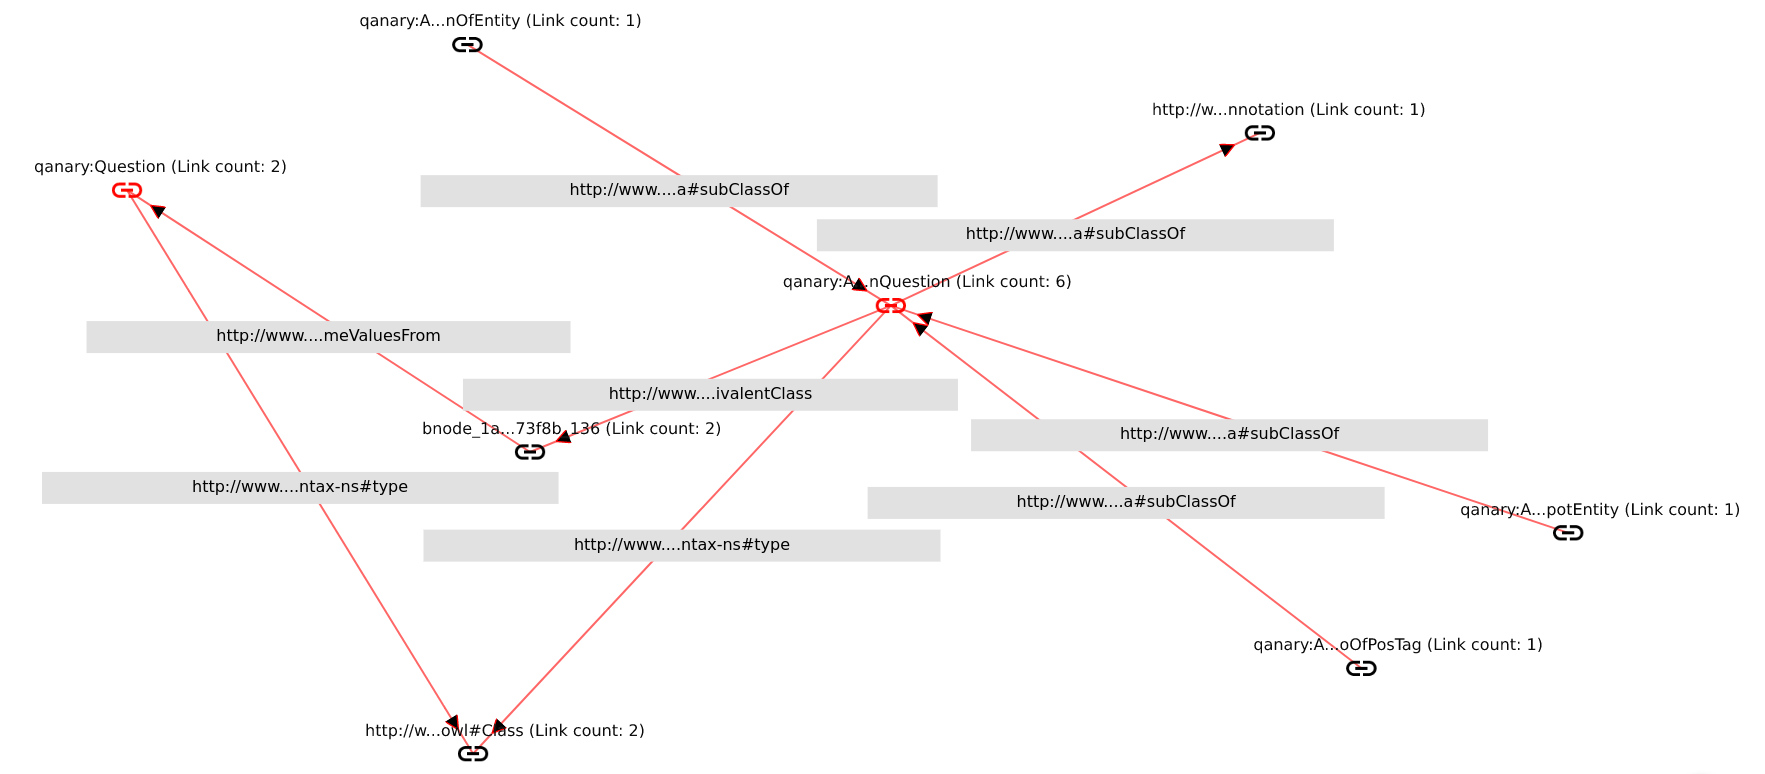 qanary:A...nOfEntity (Link count: 1)
http://w...nnotation (Link count: 1)
qanary:Question (Link count: 2)
http://www....a#subClassOf
http://www....a#subClassOf
qanary:A...nQuestion (Link count: 6)
http://www....meValuesFrom
http://www....ivalentClass
bnode_1a...73f8b_136 (Link count: 2)
http://www....a#subClassOf
http://www....ntax-ns#type
http://www....a#subClassOf
qanary:A...potEntity (Link count: 1)
http://www....ntax-ns#type
qanary:A...oOfPosTag (Link count: 1)
http://w...owl#Class (Link count: 2)